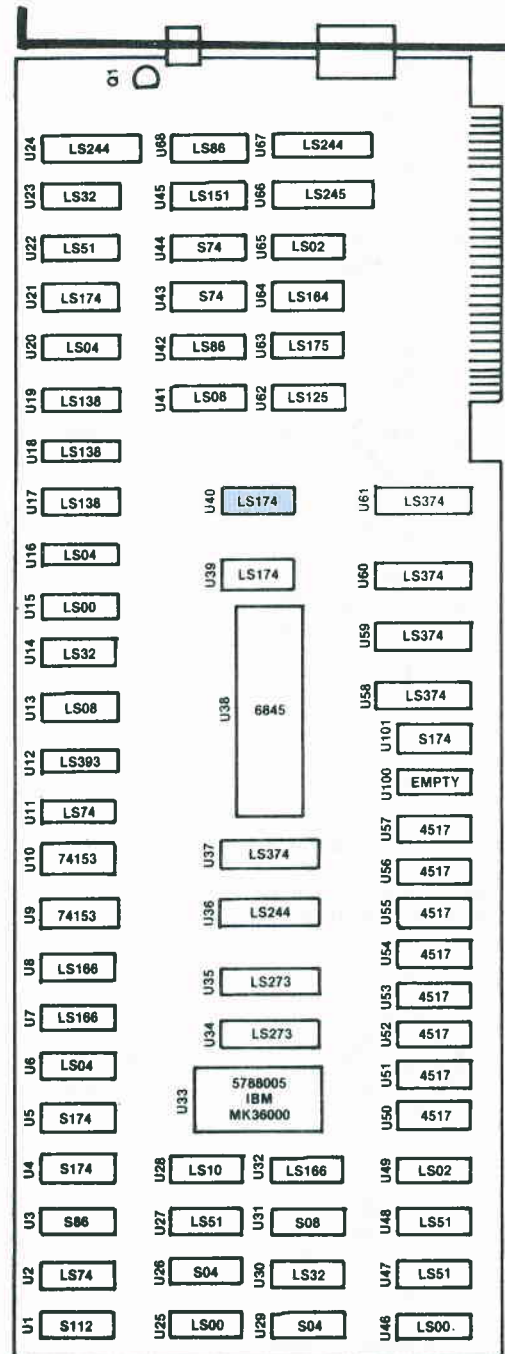 Q1
U24 LS244 U68 LS86 U67 LS244
U23 LS32 U45 LS151 U66 LS245
U22 LS51 U44 S74 U65 LS02
U21 LS174 U43 S74 U64 LS164
U20 LS04 U42 LS86 U63 LS175
U19 LS138 U41 LS08 U62 LS125
U18 LS138
U17 LS138 U40 LS174 U61 LS374
U16 LS04 U39 LS174 U60 LS374
U15 LS00
U14 LS32 U59 LS374
U13 LS08 U38 6845 U58 LS374
U101 S174
U12 LS393 U100 EMPTY
U11 LS74 U57 4517
U10 74153 U37 LS374 U56 4517
U9 74153 U36 LS244 U55 4517
U8 LS166 U35 LS273 U54 4517
U53 4517
U7 LS166 U34 LS273 U52 4517
U6 LS04 U51 4517
U5 S174 U33 5788005
IBM
MK36000
U50 4517
U4 S174 U28 LS10 U32 LS166 U49 LS02
U3 S86 U27 LS51 U31 S08 U48 LS51
U2 LS74 U26 S04 U30 LS32 U47 LS51
U1 S112 U25 LS00 U29 S04 U46 LS00